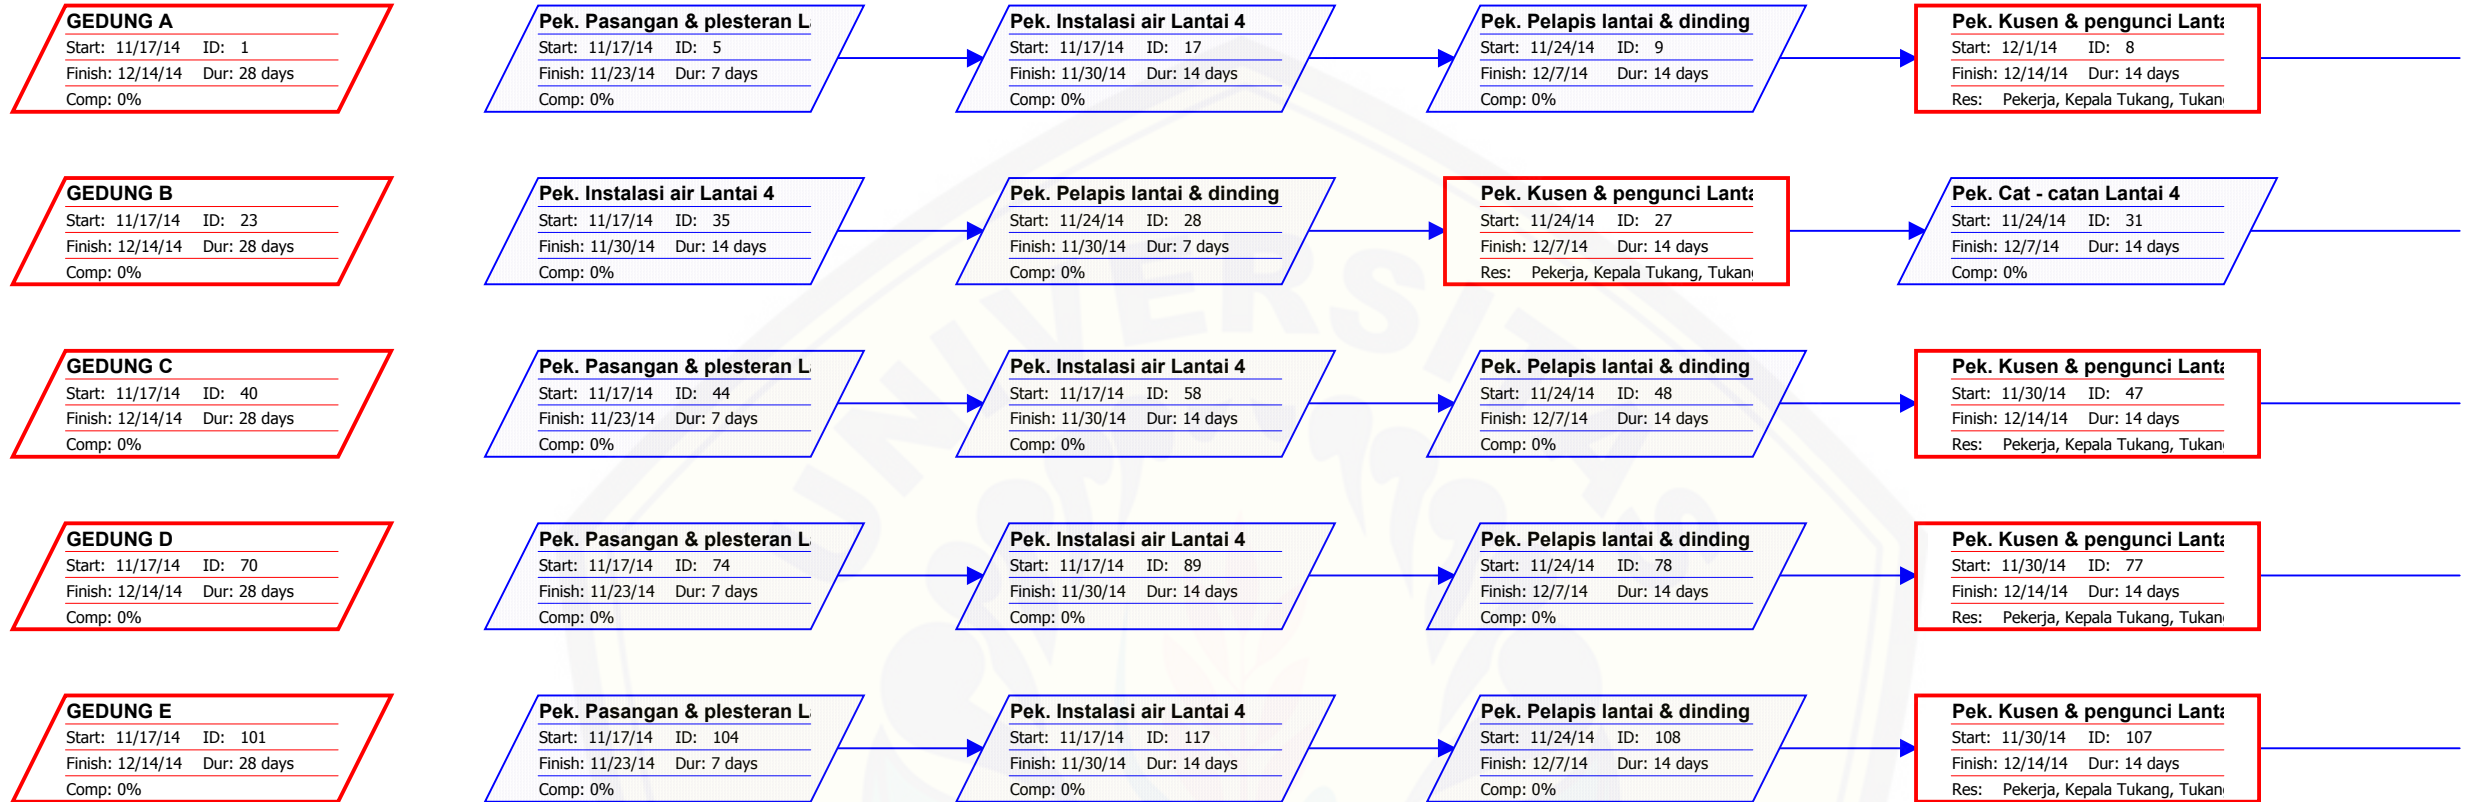 GEDUNG A
Start: 11/17/14 ID: 1
Finish: 12/14/14 Dur: 28 days
Comp: 0%
Pek. Pasangan & plesteran L
Start: 11/17/14 ID: 5
Finish: 11/23/14 Dur: 7 days
Comp: 0%
Pek. Instalasi air Lantai 4
Start: 11/17/14 ID: 17
Finish: 11/30/14 Dur: 14 days
Comp: 0%
Pek. Pelapis lantai & dinding
Start: 11/24/14 ID: 9
Finish: 12/7/14 Dur: 14 days
Comp: 0%
Pek. Kusen & pengunci Lanta
Start: 12/1/14 ID: 8
Finish: 12/14/14 Dur: 14 days
Res: Pekerja, Kepala Tukang, Tukan
GEDUNG B
Start: 11/17/14 ID: 23
Finish: 12/14/14 Dur: 28 days
Comp: 0%
Pek. Instalasi air Lantai 4
Start: 11/17/14 ID: 35
Finish: 11/30/14 Dur: 14 days
Comp: 0%
Pek. Pelapis lantai & dinding
Start: 11/24/14 ID: 28
Finish: 11/30/14 Dur: 7 days
Comp: 0%
Pek. Kusen & pengunci Lanta
Start: 11/24/14 ID: 27
Finish: 12/7/14 Dur: 14 days
Res: Pekerja, Kepala Tukang, Tukang
Pek. Cat - catan Lantai 4
Start: 11/24/14 ID: 31
Finish: 12/7/14 Dur: 14 days
Comp: 0%
GEDUNG C
Start: 11/17/14 ID: 40
Finish: 12/14/14 Dur: 28 days
Comp: 0%
Pek. Pasangan & plesteran L
Start: 11/17/14 ID: 44
Finish: 11/23/14 Dur: 7 days
Comp: 0%
Pek. Instalasi air Lantai 4
Start: 11/17/14 ID: 58
Finish: 11/30/14 Dur: 14 days
Comp: 0%
Pek. Pelapis lantai & dinding
Start: 11/24/14 ID: 48
Finish: 12/7/14 Dur: 14 days
Comp: 0%
Pek. Kusen & pengunci Lanta
Start: 11/30/14 ID: 47
Finish: 12/14/14 Dur: 14 days
Res: Pekerja, Kepala Tukang, Tukan
GEDUNG D
Start: 11/17/14 ID: 70
Finish: 12/14/14 Dur: 28 days
Comp: 0%
Pek. Pasangan & plesteran L
Start: 11/17/14 ID: 74
Finish: 11/23/14 Dur: 7 days
Comp: 0%
Pek. Instalasi air Lantai 4
Start: 11/17/14 ID: 89
Finish: 11/30/14 Dur: 14 days
Comp: 0%
Pek. Pelapis lantai & dinding
Start: 11/24/14 ID: 78
Finish: 12/7/14 Dur: 14 days
Comp: 0%
Pek. Kusen & pengunci Lanta
Start: 11/30/14 ID: 77
Finish: 12/14/14 Dur: 14 days
Res: Pekerja, Kepala Tukang, Tukan
GEDUNG E
Start: 11/17/14 ID: 101
Finish: 12/14/14 Dur: 28 days
Comp: 0%
Pek. Pasangan & plesteran L
Start: 11/17/14 ID: 104
Finish: 11/23/14 Dur: 7 days
Comp: 0%
Pek. Instalasi air Lantai 4
Start: 11/17/14 ID: 117
Finish: 11/30/14 Dur: 14 days
Comp: 0%
Pek. Pelapis lantai & dinding
Start: 11/24/14 ID: 108
Finish: 12/7/14 Dur: 14 days
Comp: 0%
Pek. Kusen & pengunci Lanta
Start: 11/30/14 ID: 107
Finish: 12/14/14 Dur: 14 days
Res: Pekerja, Kepala Tukang, Tukan
UNIVERSITAS